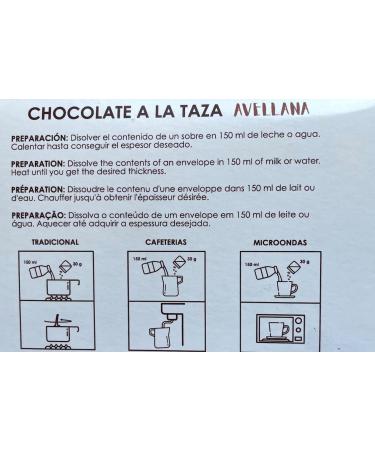 CHOCOLATE A LA TAZA AVELLANA
PREPARACIÓN: Disolver el contenido de un sobre en 150 ml de leche o agua.
Calentar hasta conseguir el espesor deseado.
PREPARATION: Dissolve the contents of an envelope in 150 ml of milk or water.
Heat until you get the desired thickness.
PRÉPARATION: Dissoudre le contenu d'une enveloppe dans 150 ml de lait ou
d'eau. Chauffer jusqu'à obtenir l'épaisseur désirée.
PREPARAÇÃO: Dissolva o conteúdo de um envelope em 150 ml de leite ou
água. Aquecer até adquirir a espessura desejada.
TRADICIONAL CAFETERIAS MICROONDAS
150 ml 30 g 150 ml 30 g 150 ml 30 g